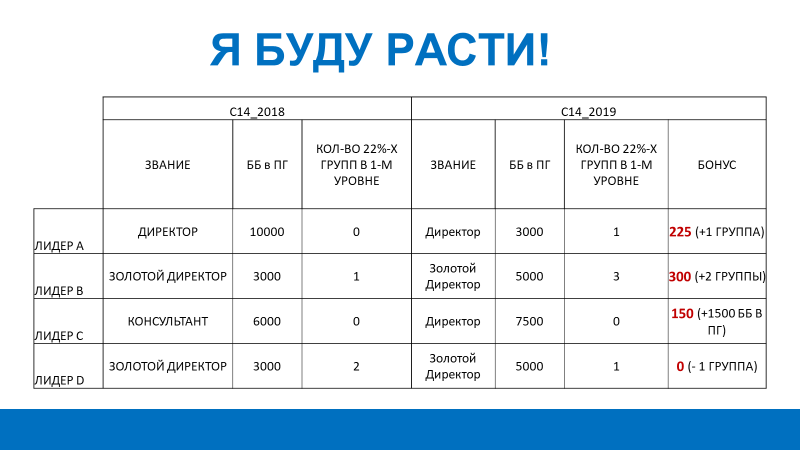 Я БУДУ РАСТИ!
С14_2018 С14_2019
ЗВАНИЕ ББ в ПГ КОЛ-ВО 22%-Х ГРУПП В 1-М УРОВНЕ ЗВАНИЕ ББ в ПГ КОЛ-ВО 22%-Х ГРУПП В 1-М УРОВНЕ БОНУС
ЛИДЕР А ДИРЕКТОР 10000 0 Директор 3000 1 225 (+1 ГРУППА)
ЛИДЕР В ЗОЛОТОЙ ДИРЕКТОР 3000 1 Золотой Директор 5000 3 300 (+2 ГРУППЫ)
ЛИДЕР С КОНСУЛЬТАНТ 6000 0 Директор 7500 0 150 (+1500 ББ В ПГ)
ЛИДЕР D ЗОЛОТОЙ ДИРЕКТОР 3000 2 Золотой Директор 5000 1 0 (- 1 ГРУППА)